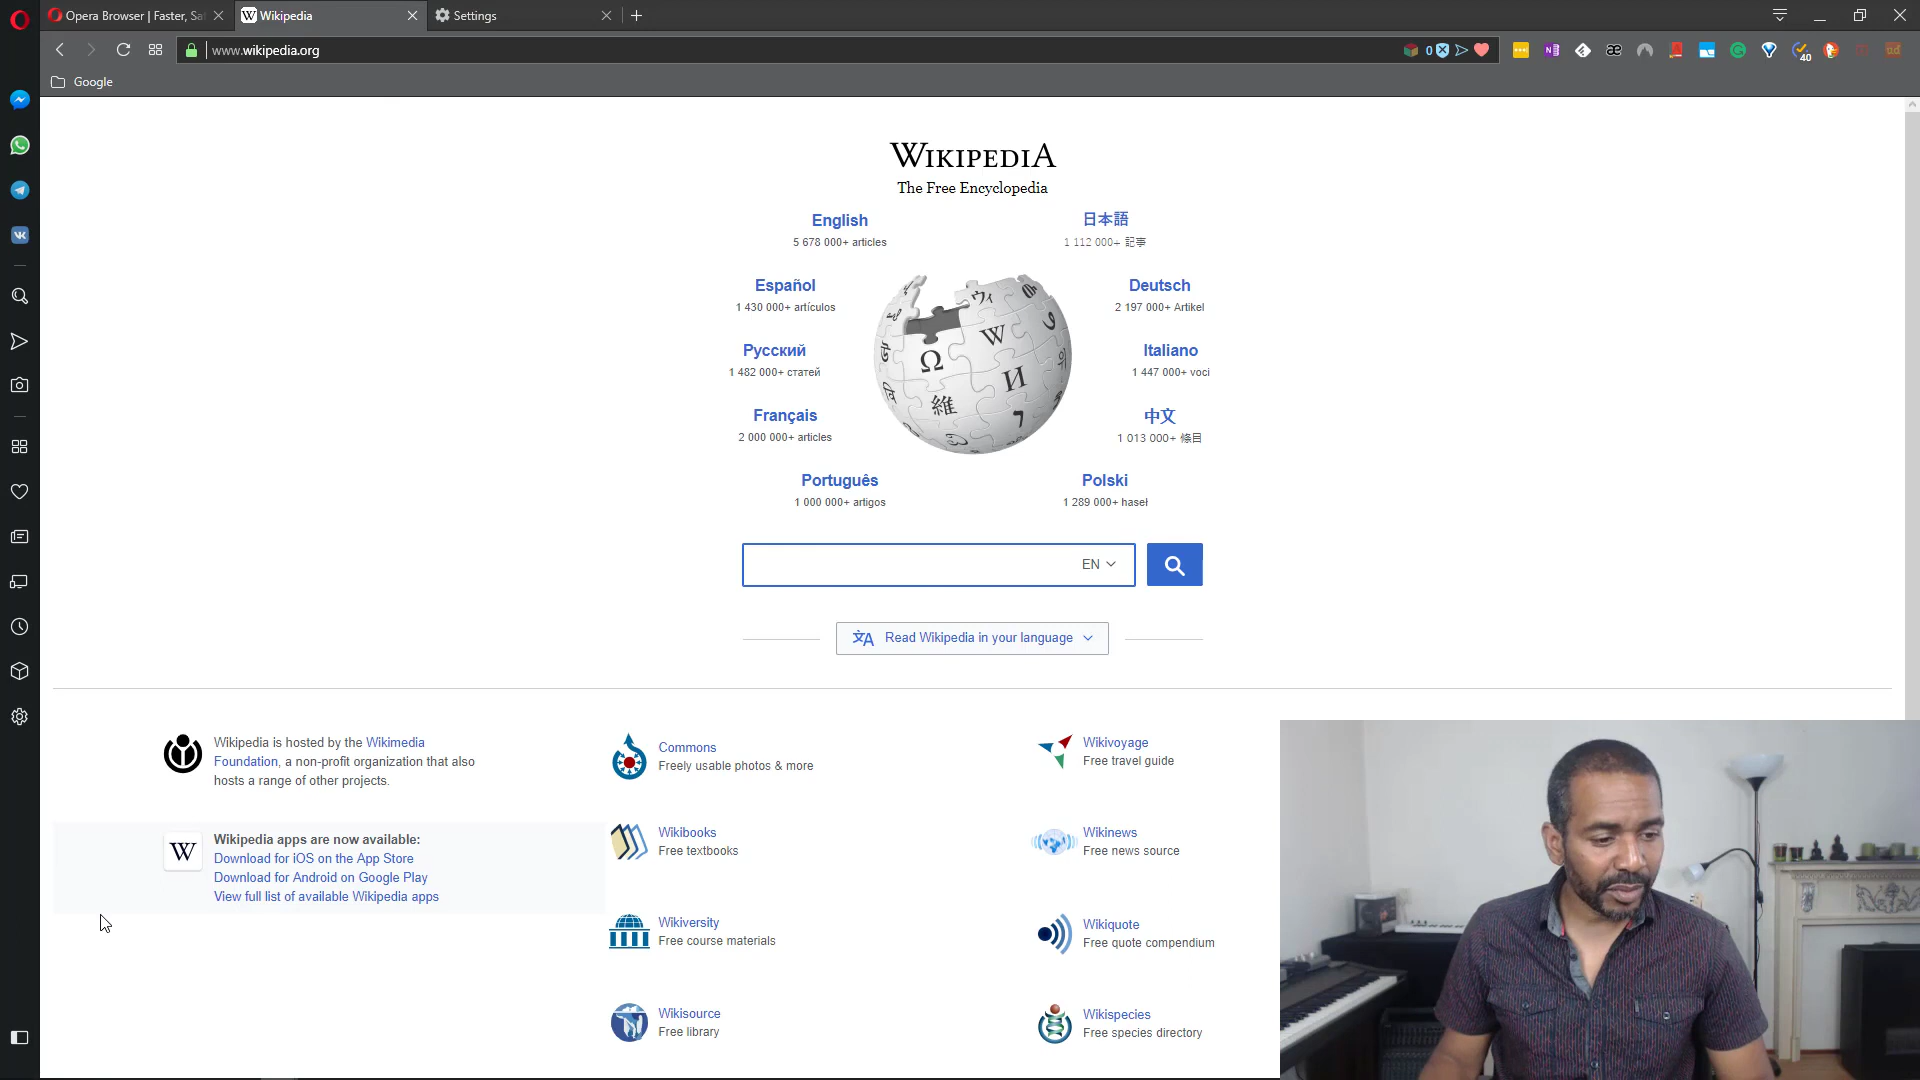 Opera Browser | Faster, Sa
Wikipedia
Settings
www.wikipedia.org
0
40
Google
WIKIPEDIA
The Free Encyclopedia
English
5 678 000+ articles
日本語
1 112 000+ 記事
Español
1 430 000+ artículos
Deutsch
2 197 000+ Artikel
Русский
1 482 000+ статей
Italiano
1 447 000+ voci
Français
2 000 000+ articles
中文
1 013 000+ 條目
Português
1 000 000+ artigos
Polski
1 289 000+ haseł
EN
Read Wikipedia in your language
Wikipedia is hosted by the Wikimedia
Foundation, a non-profit organization that also
hosts a range of other projects.
Wikipedia apps are now available:
Download for iOS on the App Store
Download for Android on Google Play
View full list of available Wikipedia apps
Commons
Freely usable photos & more
Wikivoyage
Free travel guide
Wikibooks
Free textbooks
Wikinews
Free news source
Wikiversity
Free course materials
Wikiquote
Free quote compendium
Wikisource
Free library
Wikispecies
Free species directory